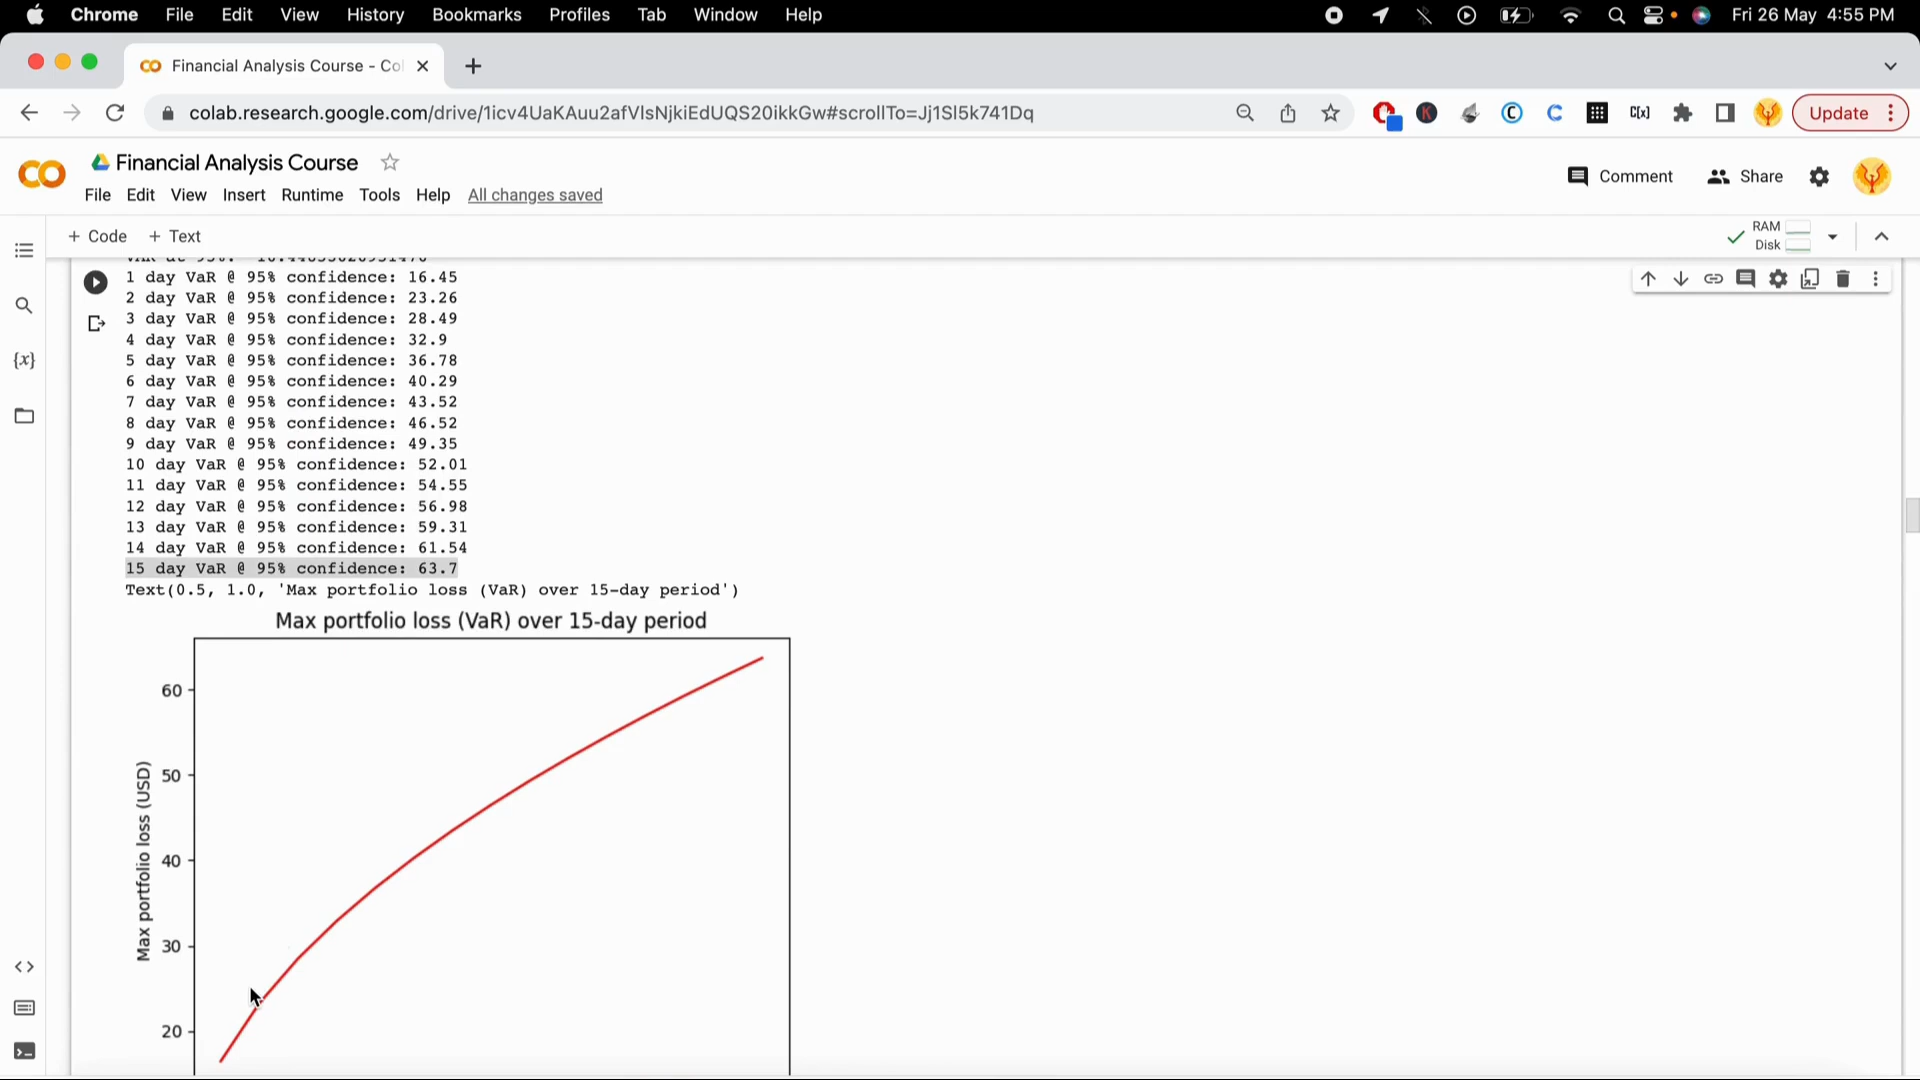 Chrome File Edit View History Bookmarks Profiles Tab Window Help Fri 26 May 4:55 PM
Financial Analysis Course - Co
colab.research.google.com/drive/1icv4UaKAuu2afVIsNjkiEdUQS20ikkGw#scrollTo=Jj1SI5k741Dq C[x] Update
Financial Analysis Course
File Edit View Insert Runtime Tools Help All changes saved Comment Share
+ Code + Text RAM
Disk
1 day VaR @ 95% confidence: 16.45
2 day VaR @ 95% confidence: 23.26
3 day VaR @ 95% confidence: 28.49
4 day VaR @ 95% confidence: 32.9
5 day VaR @ 95% confidence: 36.78
6 day VaR @ 95% confidence: 40.29
7 day VaR @ 95% confidence: 43.52
8 day VaR @ 95% confidence: 46.52
9 day VaR @ 95% confidence: 49.35
10 day VaR @ 95% confidence: 52.01
11 day VaR @ 95% confidence: 54.55
12 day VaR @ 95% confidence: 56.98
13 day VaR @ 95% confidence: 59.31
14 day VaR @ 95% confidence: 61.54
15 day VaR @ 95% confidence: 63.7
Text(0.5, 1.0, 'Max portfolio loss (VaR) over 15-day period')
Max portfolio loss (VaR) over 15-day period
Max portfolio loss (USD)
60
50
40
30
20